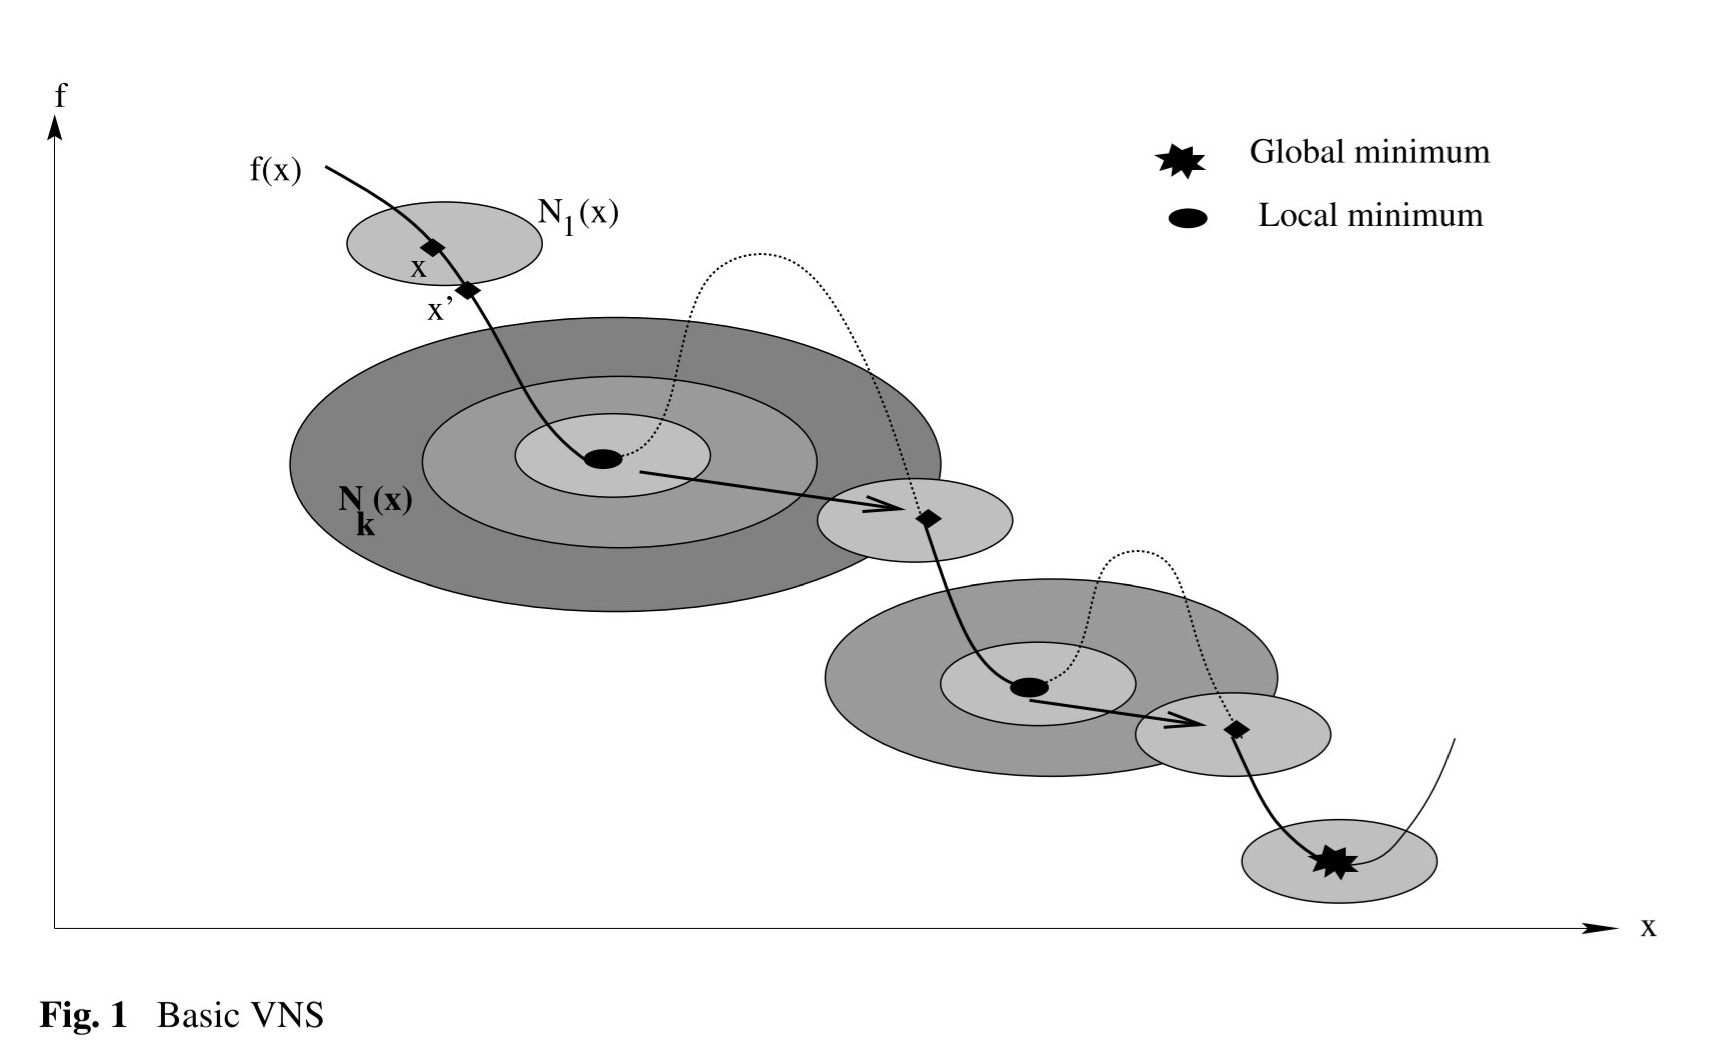 f
f(x)
N1(x)
x
x’
Nk(x)
Global minimum
Local minimum
x
Fig. 1 Basic VNS